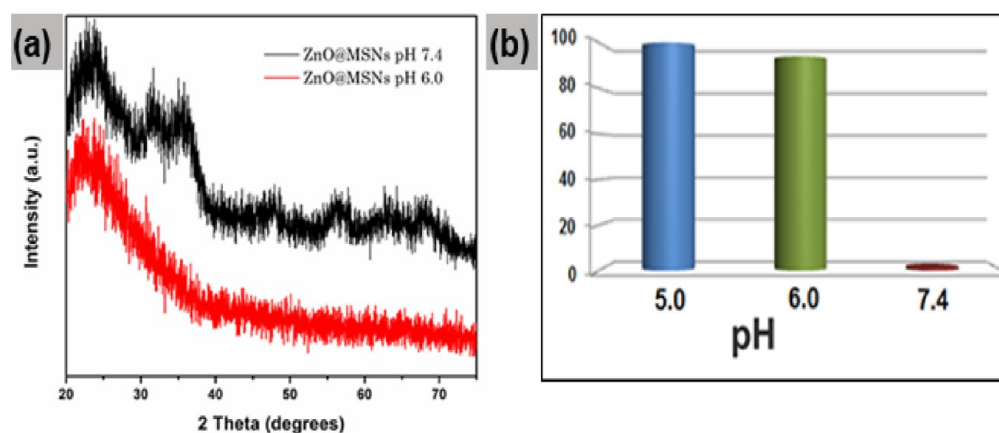 (a)
ZnO@MSNs pH 7.4
ZnO@MSNs pH 6.0
Intensity (a.u.)
20 30 40 50 60 70
2 Theta (degrees)
(b)
100
80
60
40
20
0
5.0 6.0 7.4
pH